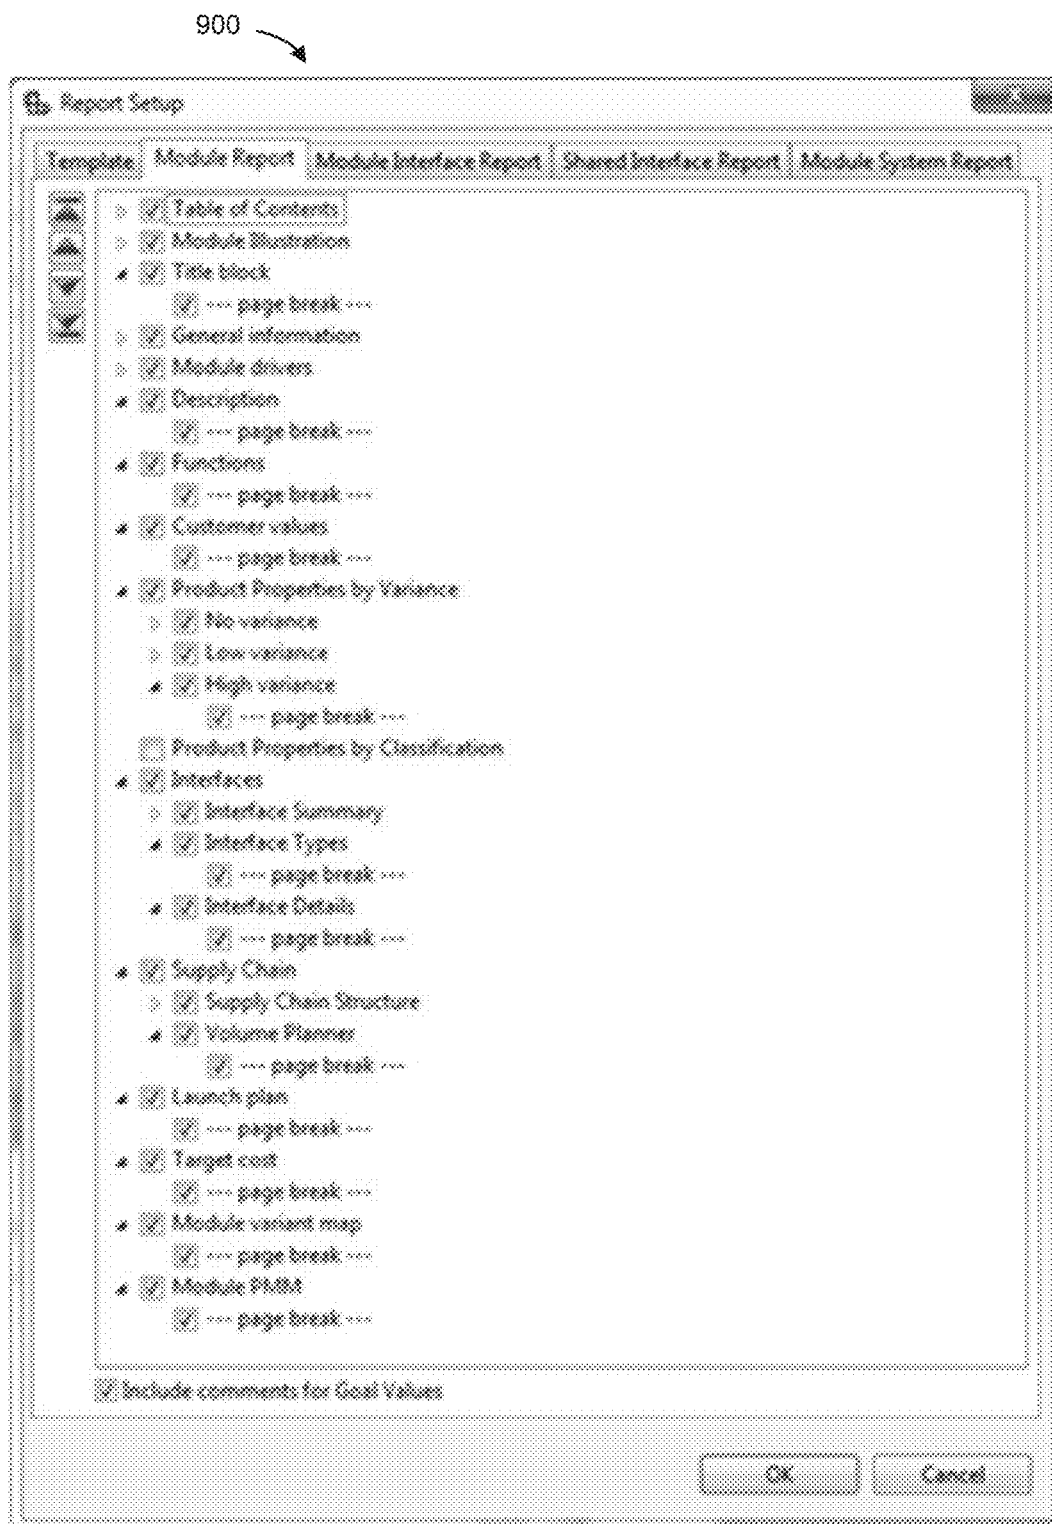 900
Report Setup
Template Module Report Module Interface Report Shared Interface Report Module System Report
Table of Contents
Module Illustration
Title block
--- page break ---
General information
Module drivers
Description
--- page break ---
Functions
--- page break ---
Customer values
--- page break ---
Product Properties by Variance
No variance
Low variance
High variance
--- page break ---
Product Properties by Classification
Interfaces
Interface Summary
Interface Types
--- page break ---
Interface Details
--- page break ---
Supply Chain
Supply Chain Structure
Volume Planner
--- page break ---
Launch plan
--- page break ---
Target cost
--- page break ---
Module variant map
--- page break ---
Module PMM
--- page break ---
Include comments for Goal Values
OK Cancel